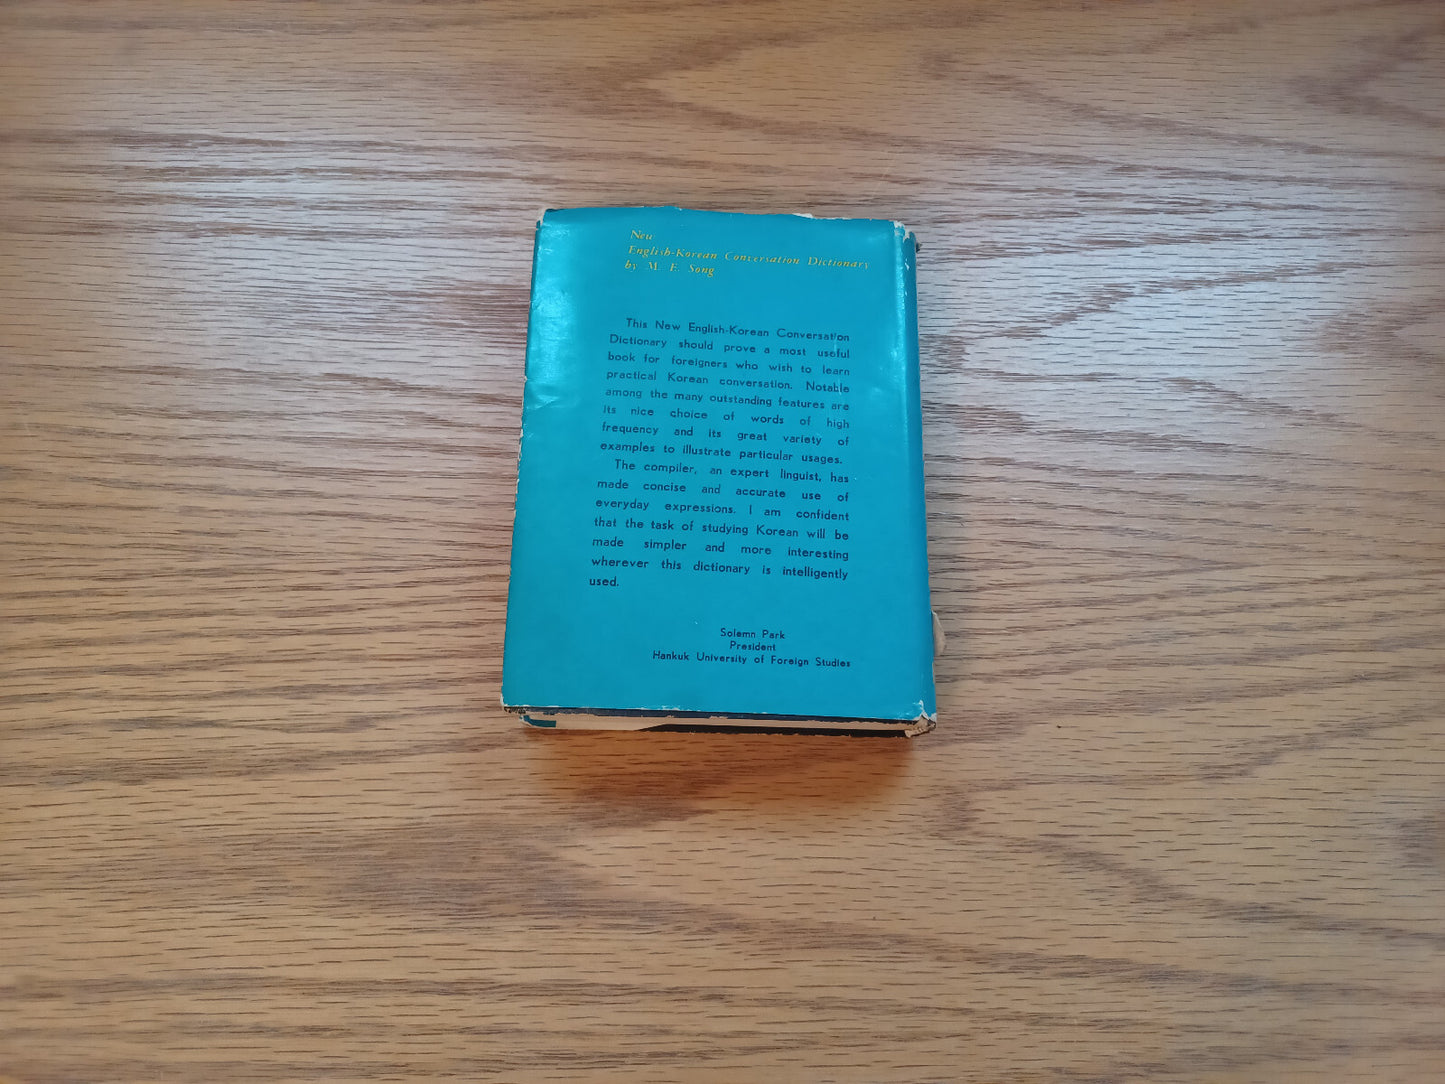 New
English-Korean Conversation Dictionary
by M. E. Song
This New English-Korean Conversation
Dictionary should prove a most useful
book for foreigners who wish to learn
practical Korean conversation. Notable
among the many outstanding features are
its nice choice of words of high
frequency and its great variety of
examples to illustrate particular usages.
The compiler, an expert linguist, has
made concise and accurate use of
everyday expressions. I am confident
that the task of studying Korean will be
made simpler and more interesting
wherever this dictionary is intelligently
used.
Solemn Park
President
Hankuk University of Foreign Studies